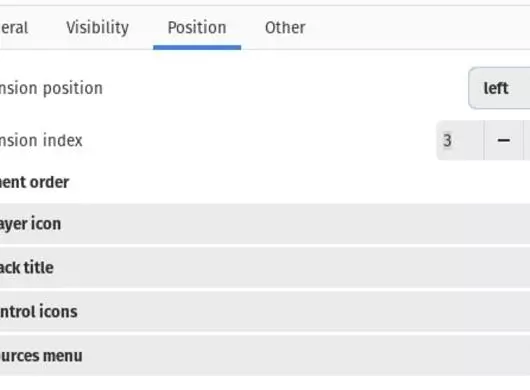 eral Visibility Position Other
nsion position left
nsion index 3 −
ent order
ayer icon
ack title
ntrol icons
urces menu